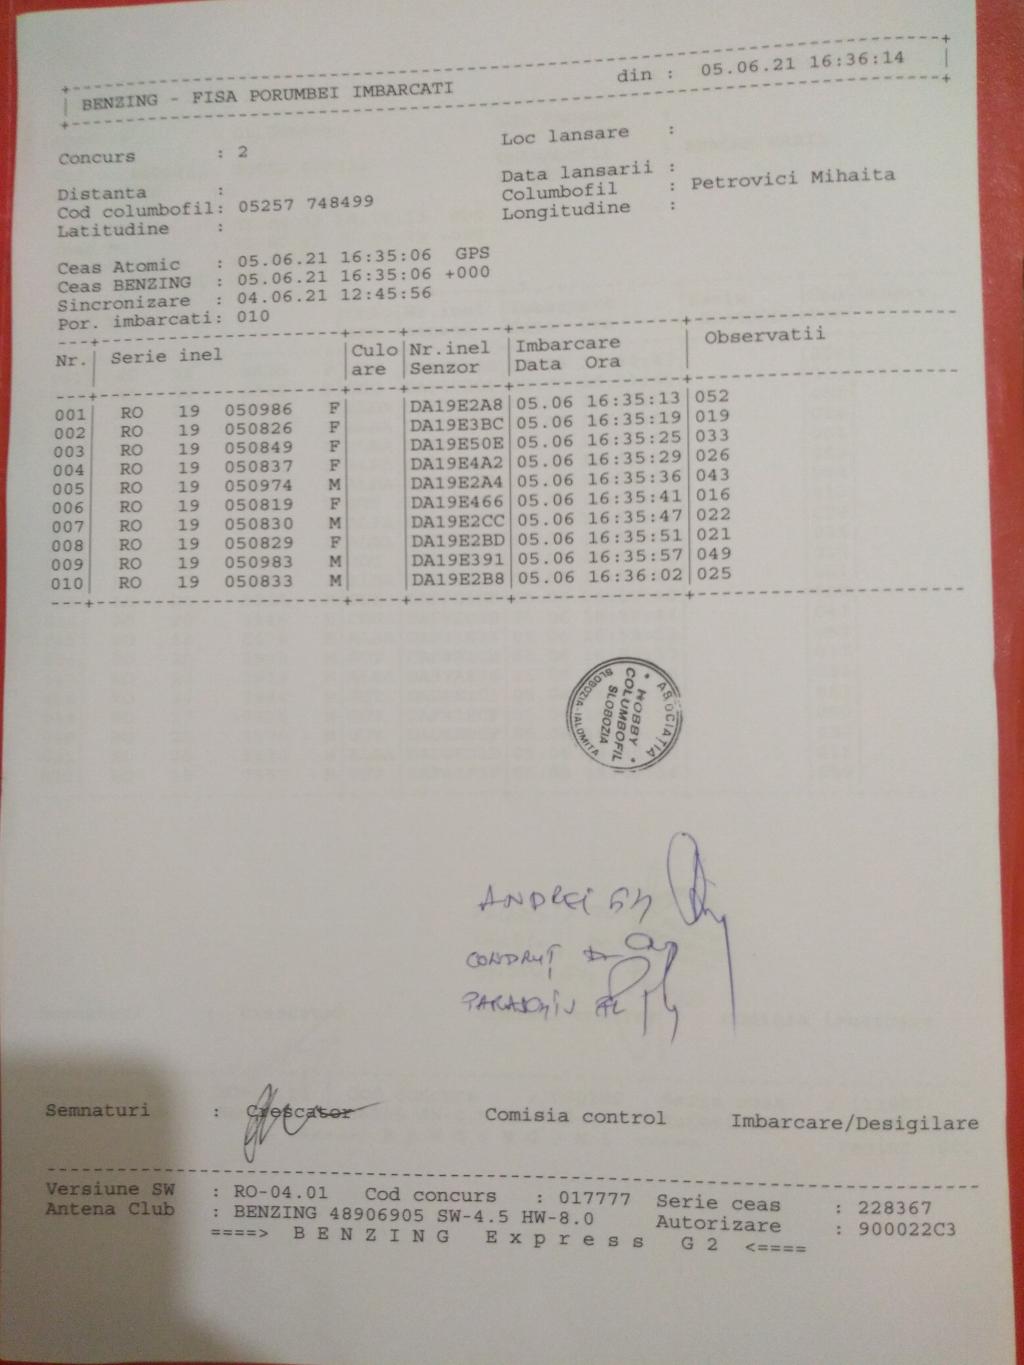 BENZING - FISA PORUMBEI IMBARCATI din : 05.06.21 16:36:14
Concurs : 2 Loc lansare :
Distanta : Data lansarii :
Cod columbofil: 05257 748499 Columbofil : Petrovici Mihaita
Latitudine : Longitudine :
Ceas Atomic : 05.06.21 16:35:06 GPS
Ceas BENZING : 05.06.21 16:35:06 +000
Sincronizare : 04.06.21 12:45:56
Por. imbarcati: 010
Nr. Serie inel Culo Nr.inel Imbarcare Observatii
are Senzor Data Ora
001 RO 19 050986 F DA19E2A8 05.06 16:35:13 052
002 RO 19 050826 F DA19E3BC 05.06 16:35:19 019
003 RO 19 050849 F DA19E50E 05.06 16:35:25 033
004 RO 19 050837 F DA19E4A2 05.06 16:35:29 026
005 RO 19 050974 M DA19E2A4 05.06 16:35:36 043
006 RO 19 050819 F DA19E466 05.06 16:35:41 016
007 RO 19 050830 M DA19E2CC 05.06 16:35:47 022
008 RO 19 050829 F DA19E2BD 05.06 16:35:51 021
009 RO 19 050983 M DA19E391 05.06 16:35:57 049
010 RO 19 050833 M DA19E2B8 05.06 16:36:02 025
ASOCIATIA
HOBBY
COLUMBOFIL
SLOBOZIA
SLOBOZIA-IALOMITA
ANDREI GH
CONDRUȚ
PARASCHIV AL
Semnaturi : Crescator Comisia control Imbarcare/Desigilare
Versiune SW : RO-04.01 Cod concurs : 017777 Serie ceas : 228367
Antena Club : BENZING 48906905 SW-4.5 HW-8.0 Autorizare : 900022C3
====> B E N Z I N G E x p r e s s G 2 <====